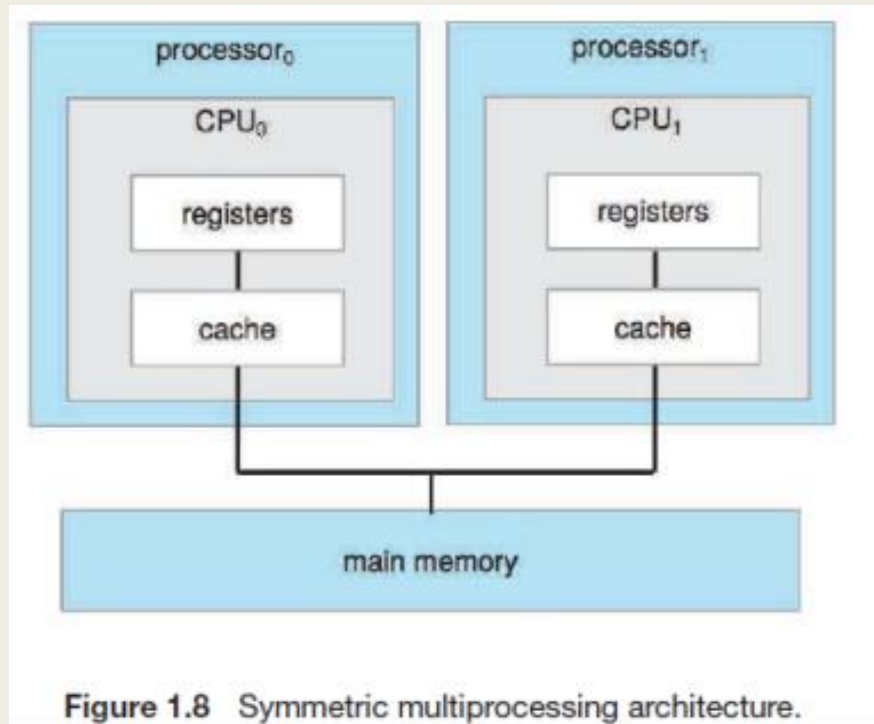 processor₀
processor₁
CPU₀
CPU₁
registers
registers
cache
cache
main memory
Figure 1.8 Symmetric multiprocessing architecture.